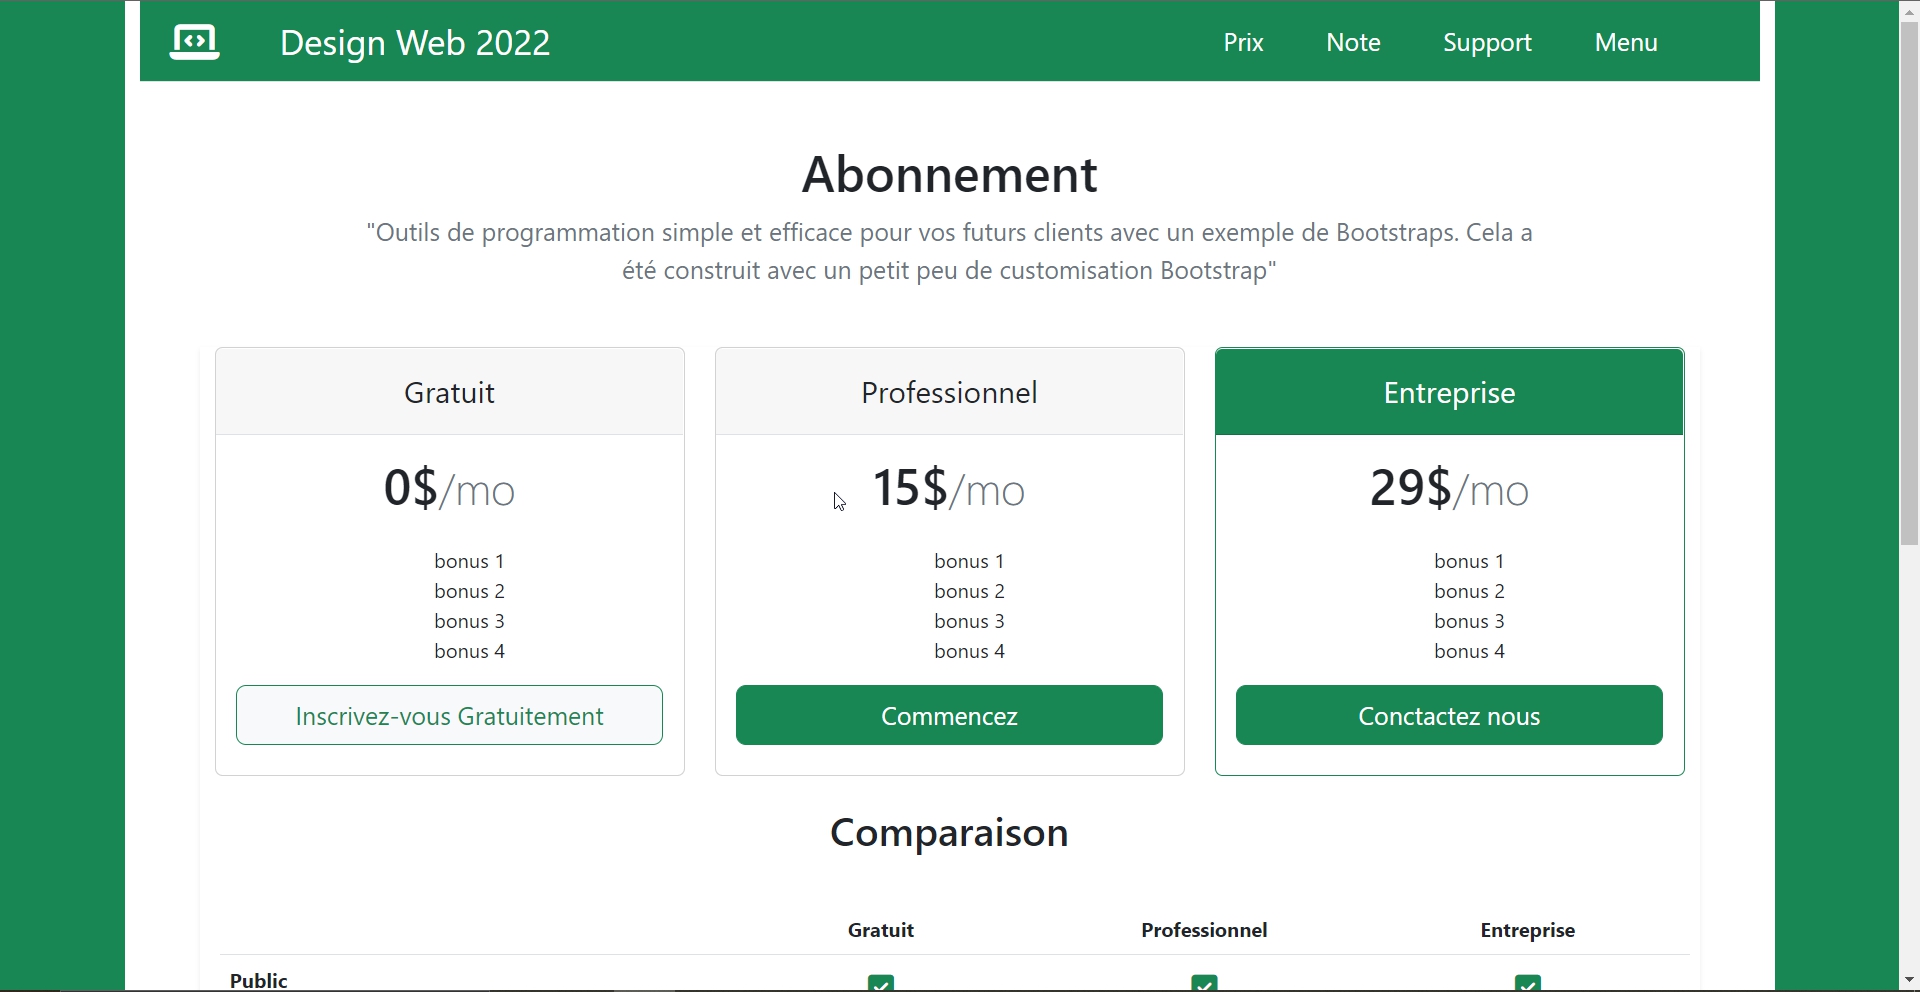 Design Web 2022
Prix
Note
Support
Menu
Abonnement
"Outils de programmation simple et efficace pour vos futurs clients avec un exemple de Bootstraps. Cela a
été construit avec un petit peu de customisation Bootstrap"
Gratuit
0$/mo
bonus 1
bonus 2
bonus 3
bonus 4
Inscrivez-vous Gratuitement
Professionnel
15$/mo
bonus 1
bonus 2
bonus 3
bonus 4
Commencez
Entreprise
29$/mo
bonus 1
bonus 2
bonus 3
bonus 4
Conctactez nous
Comparaison
Gratuit Professionnel Entreprise
Public